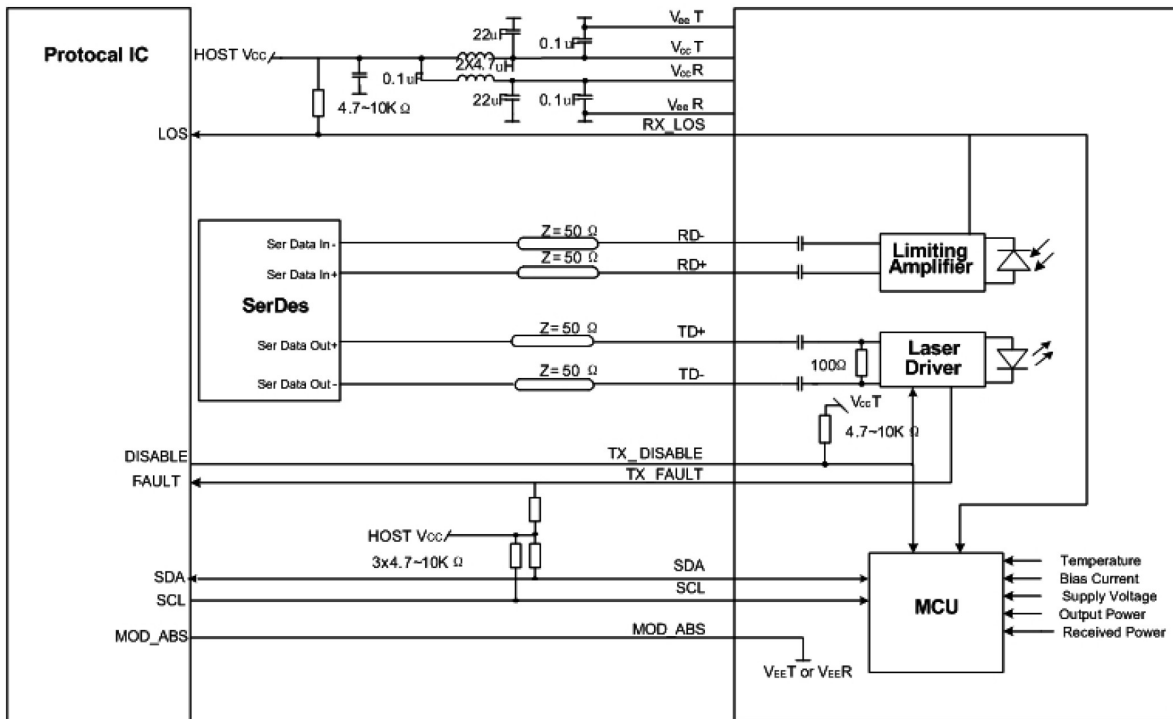 Protocal IC
HOST Vcc
22uF
0.1uF
VeeT
VccT
2X4.7uH
0.1uF
VccR
22uF
0.1uF
VeeR
4.7~10K Ω
LOS
RX_LOS
Ser Data In-
Z= 50 Ω
RD-
Ser Data In+
Z= 50 Ω
RD+
Limiting
Amplifier
SerDes
Ser Data Out+
Z= 50 Ω
TD+
100Ω
Laser
Driver
Ser Data Out-
Z= 50 Ω
TD-
VccT
4.7~10K Ω
DISABLE
TX_DISABLE
FAULT
TX_FAULT
HOST Vcc
3x4.7~10K Ω
SDA
SDA
SCL
SCL
MCU
Temperature
Bias Current
Supply Voltage
Output Power
Received Power
MOD_ABS
MOD_ABS
VEET or VEER